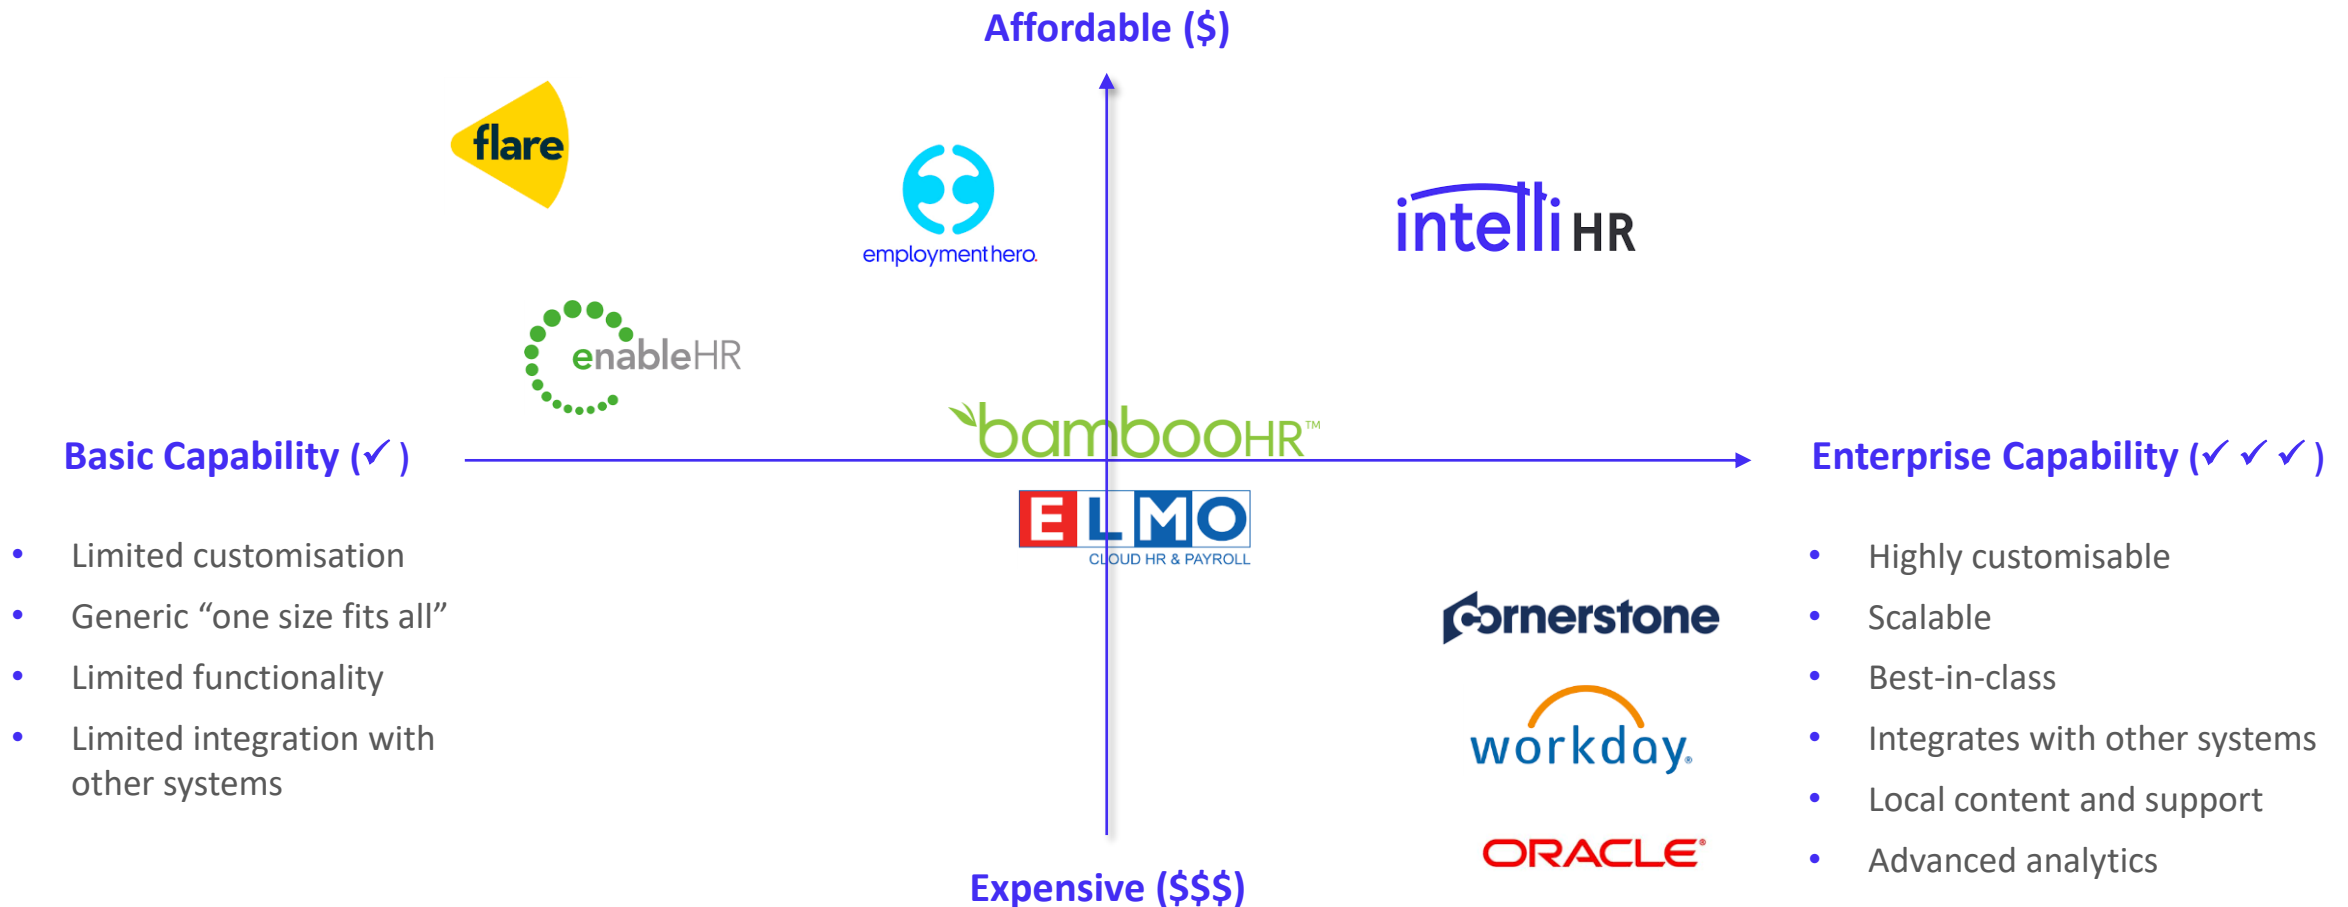 Affordable ($)
flare
employmenthero.
intelliHR
enableHR
bambooHR™
Basic Capability (✓)
Enterprise Capability (✓ ✓ ✓)
ELMO
CLOUD HR & PAYROLL
• Limited customisation
• Generic “one size fits all”
• Limited functionality
• Limited integration with
other systems
cornerstone
workday®
ORACLE®
• Highly customisable
• Scalable
• Best-in-class
• Integrates with other systems
• Local content and support
• Advanced analytics
Expensive ($$$)